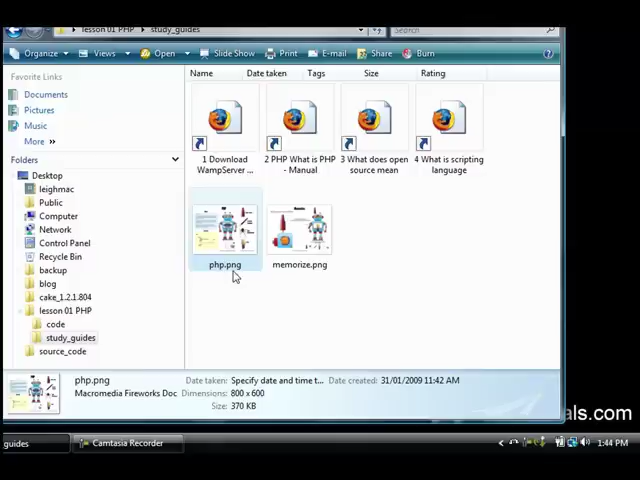 lesson 01 PHP ▸ study_guides
Search
Organize Views Open Slide Show Print E-mail Share Burn
Favorite Links
Documents
Pictures
Music
More »
Folders
Desktop
leighmac
Public
Computer
Network
Control Panel
Recycle Bin
backup
blog
cake_1.2.1.804
lesson 01 PHP
code
study_guides
source_code
Name Date taken Tags Size Rating
1 Download
WampServer ...
2 PHP What is PHP
- Manual
3 What does open
source mean
4 What is scripting
language
php.png
memorize.png
php.png
Macromedia Fireworks Doc
Date taken: Specify date and time t...
Dimensions: 800 x 600
Size: 370 KB
Date created: 31/01/2009 11:42 AM
als.com
guides
Camtasia Recorder
1:44 PM